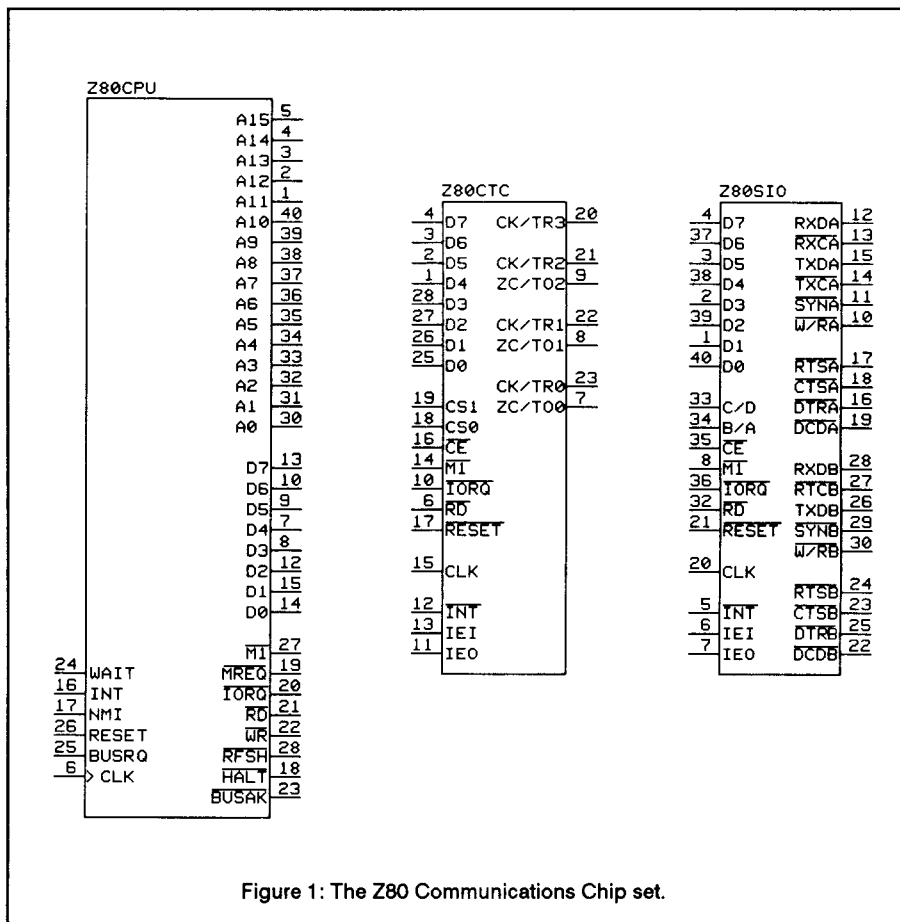 Z80CPU
A15 5
A14 4
A13 3
A12 2
A11 1
A10 40
A9 39
A8 38
A7 37
A6 36
A5 35
A4 34
A3 33
A2 32
A1 31
A0 30
D7 13
D6 10
D5 9
D4 7
D3 8
D2 12
D1 15
D0 14
M1 27
24 WAIT MREQ 19
16 INT IORQ 20
17 NMI RD 21
26 RESET WR 22
25 BUSRQ RFSH 28
6 CLK HALT 18
BUSAK 23
Z80CTC
4 D7 CK/TR3 20
3 D6
2 D5 CK/TR2 21
1 D4 ZC/TO2 9
28 D3
27 D2 CK/TR1 22
26 D1 ZC/TO1 8
25 D0
CK/TR0 23
19 CS1 ZC/TO0 7
18 CS0
16 CE
14 M1
10 IORQ
6 RD
17 RESET
15 CLK
12 INT
13 IEI
11 IEO
Z80SIO
4 D7 RXDA 12
37 D6 RXCA 13
3 D5 TXDA 15
38 D4 TXCA 14
2 D3 SYNA 11
39 D2 W/RA 10
1 D1
40 D0 RTSA 17
CTSA 18
33 C/D DTRA 16
34 B/A DCDA 19
35 CE
8 M1 RXDB 28
36 IORQ RTCB 27
32 RD TXDB 26
21 RESET SYNB 29
W/RB 30
20 CLK
RTSB 24
5 INT CTSB 23
6 IEI DTRB 25
7 IEO DCDB 22
Figure 1: The Z80 Communications Chip set.